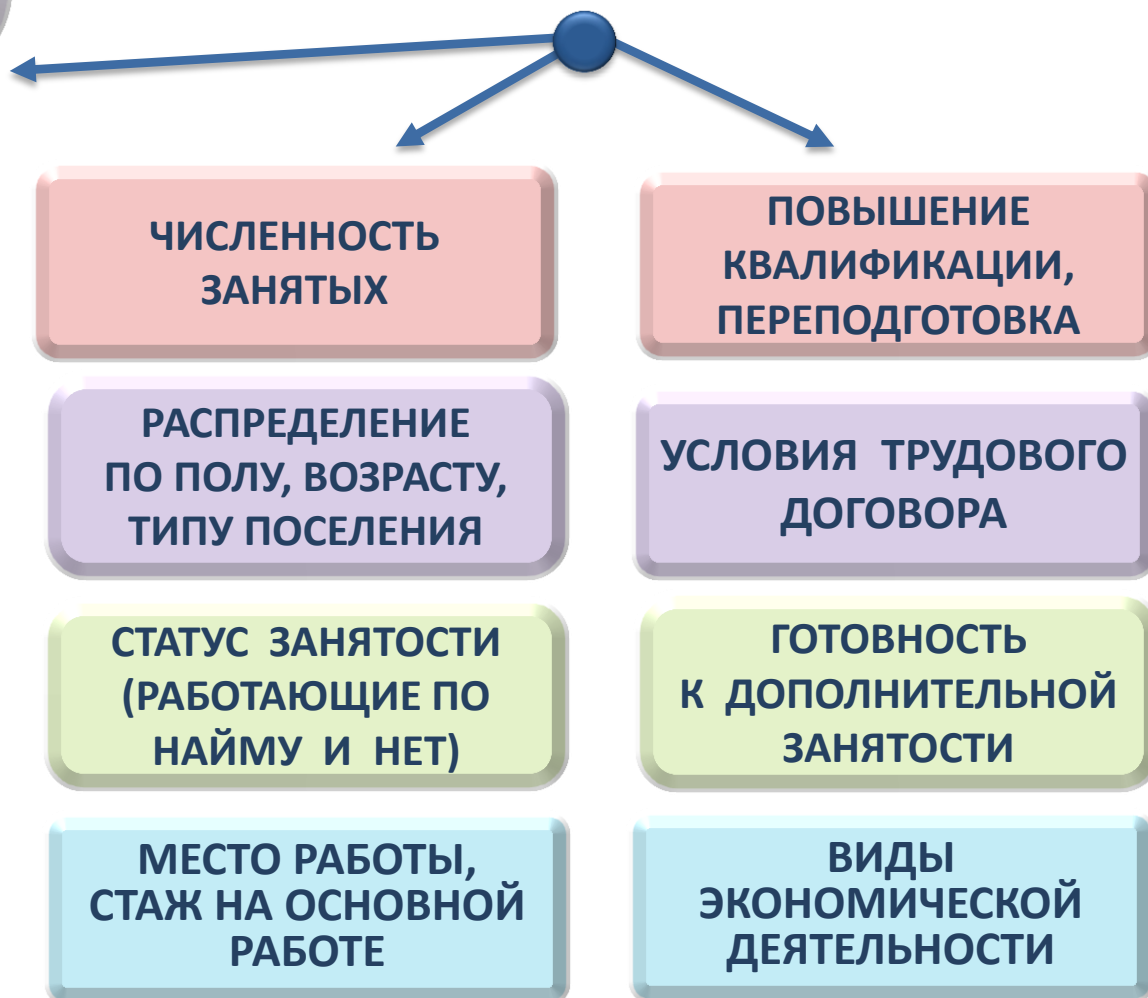 ЧИСЛЕННОСТЬ
ЗАНЯТЫХ
РАСПРЕДЕЛЕНИЕ
ПО ПОЛУ, ВОЗРАСТУ,
ТИПУ ПОСЕЛЕНИЯ
СТАТУС ЗАНЯТОСТИ
(РАБОТАЮЩИЕ ПО
НАЙМУ И НЕТ)
МЕСТО РАБОТЫ,
СТАЖ НА ОСНОВНОЙ
РАБОТЕ
ПОВЫШЕНИЕ
КВАЛИФИКАЦИИ,
ПЕРЕПОДГОТОВКА
УСЛОВИЯ ТРУДОВОГО
ДОГОВОРА
ГОТОВНОСТЬ
К ДОПОЛНИТЕЛЬНОЙ
ЗАНЯТОСТИ
ВИДЫ
ЭКОНОМИЧЕСКОЙ
ДЕЯТЕЛЬНОСТИ